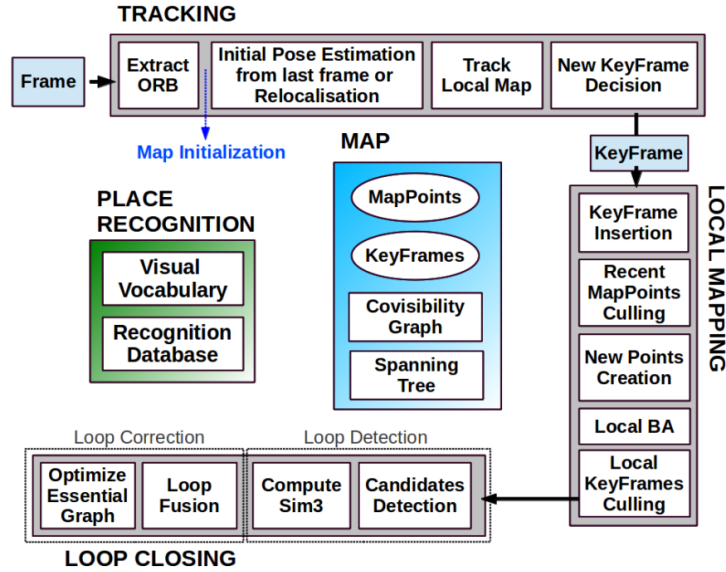 TRACKING
Frame
Extract
ORB
Initial Pose Estimation
from last frame or
Relocalisation
Track
Local Map
New KeyFrame
Decision
Map Initialization
KeyFrame
MAP
MapPoints
KeyFrames
Covisibility
Graph
Spanning
Tree
PLACE
RECOGNITION
Visual
Vocabulary
Recognition
Database
LOCAL MAPPING
KeyFrame
Insertion
Recent
MapPoints
Culling
New Points
Creation
Local BA
Local
KeyFrames
Culling
Loop Correction
Loop Detection
Optimize
Essential
Graph
Loop
Fusion
Compute
Sim3
Candidates
Detection
LOOP CLOSING